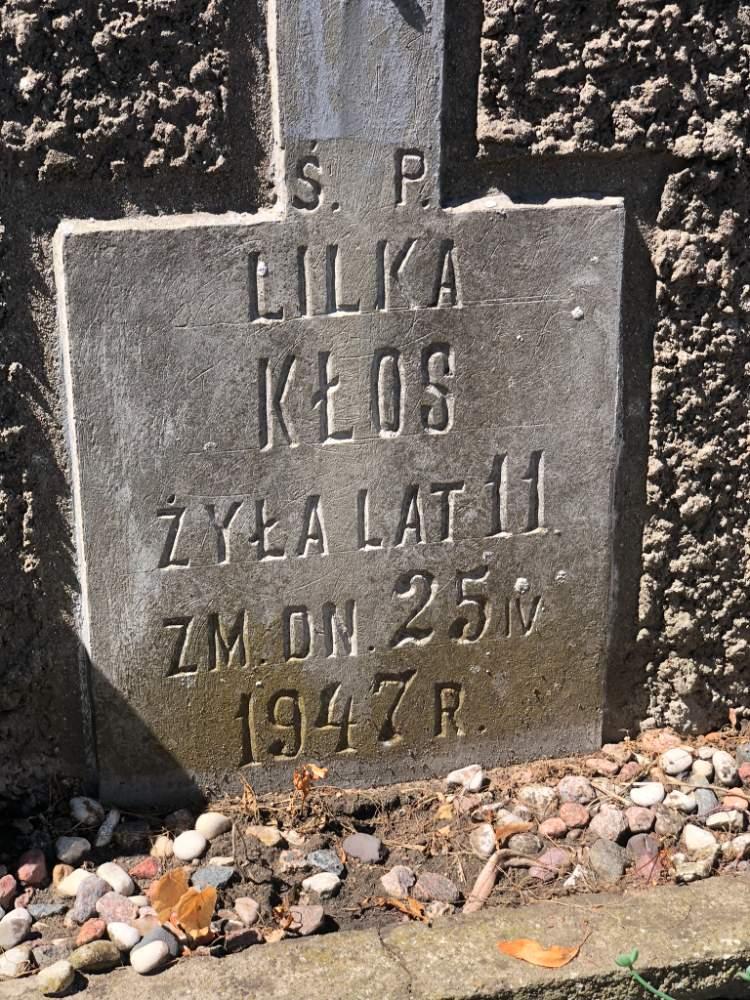 Ś. P.
LILKA
KŁOS
ŻYŁA LAT 11.
ZM. DN. 25 IV
1947 R.